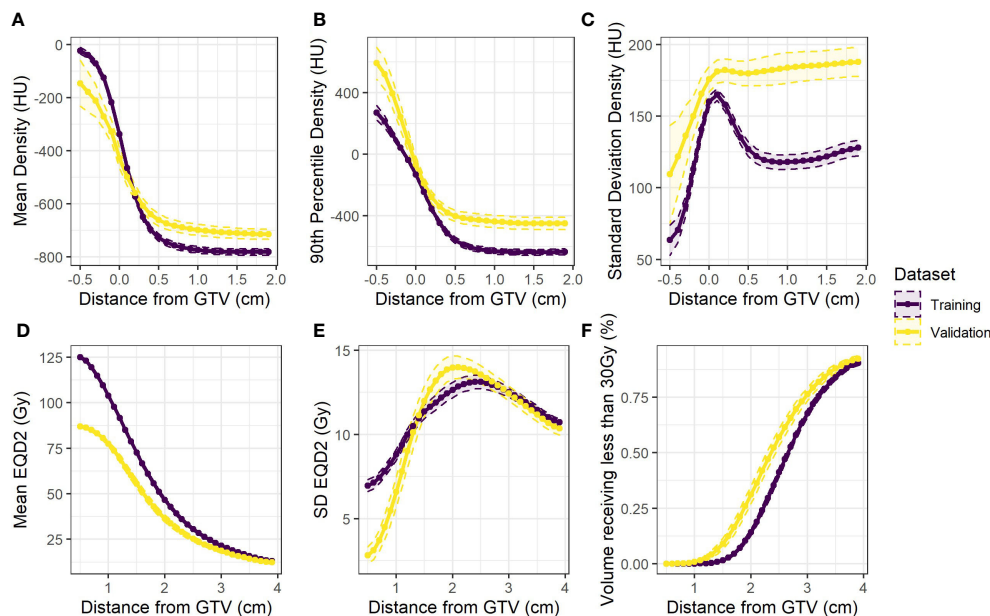 A
B
C
Mean Density (HU)
0
-200
-400
-600
-800
-0.5
0.0
0.5
1.0
1.5
2.0
Distance from GTV (cm)
90th Percentile Density (HU)
400
0
-400
-0.5
0.0
0.5
1.0
1.5
2.0
Distance from GTV (cm)
Standard Deviation Density (HU)
200
150
100
50
-0.5
0.0
0.5
1.0
1.5
2.0
Distance from GTV (cm)
Dataset
Training
Validation
D
E
F
Mean EQD2 (Gy)
125
100
75
50
25
1
2
3
4
Distance from GTV (cm)
SD EQD2 (Gy)
15
10
5
1
2
3
4
Distance from GTV (cm)
Volume receiving less than 30Gy (%)
0.75
0.50
0.25
0.00
0
1
2
3
4
Distance from GTV (cm)